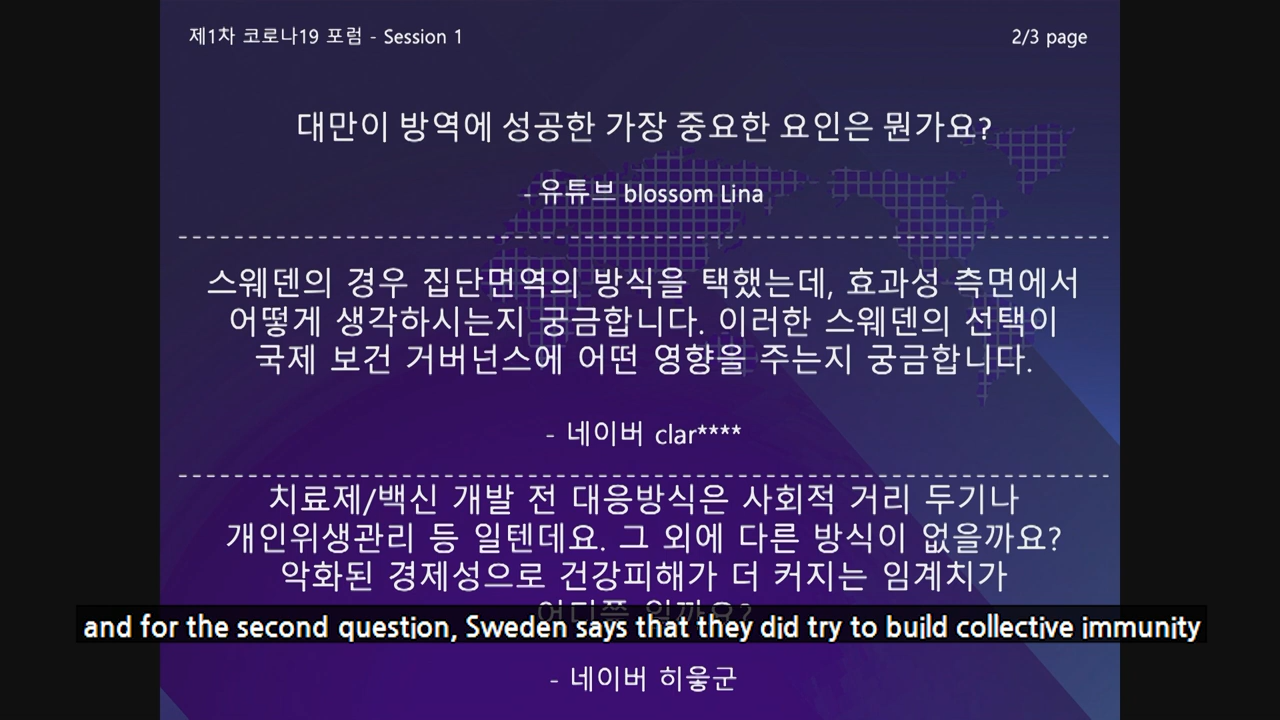 제1차 코로나19 포럼 - Session 1
2/3 page
대만이 방역에 성공한 가장 중요한 요인은 뭔가요?
- 유튜브 blossom Lina
스웨덴의 경우 집단면역의 방식을 택했는데, 효과성 측면에서
어떻게 생각하시는지 궁금합니다. 이러한 스웨덴의 선택이
국제 보건 거버넌스에 어떤 영향을 주는지 궁금합니다.
- 네이버 clar****
치료제/백신 개발 전 대응방식은 사회적 거리 두기나
개인위생관리 등 일텐데요. 그 외에 다른 방식이 없을까요?
악화된 경제성으로 건강피해가 더 커지는 임계치가
어디쯤 일까요?
and for the second question, Sweden says that they did try to build collective immunity
- 네이버 히읗군